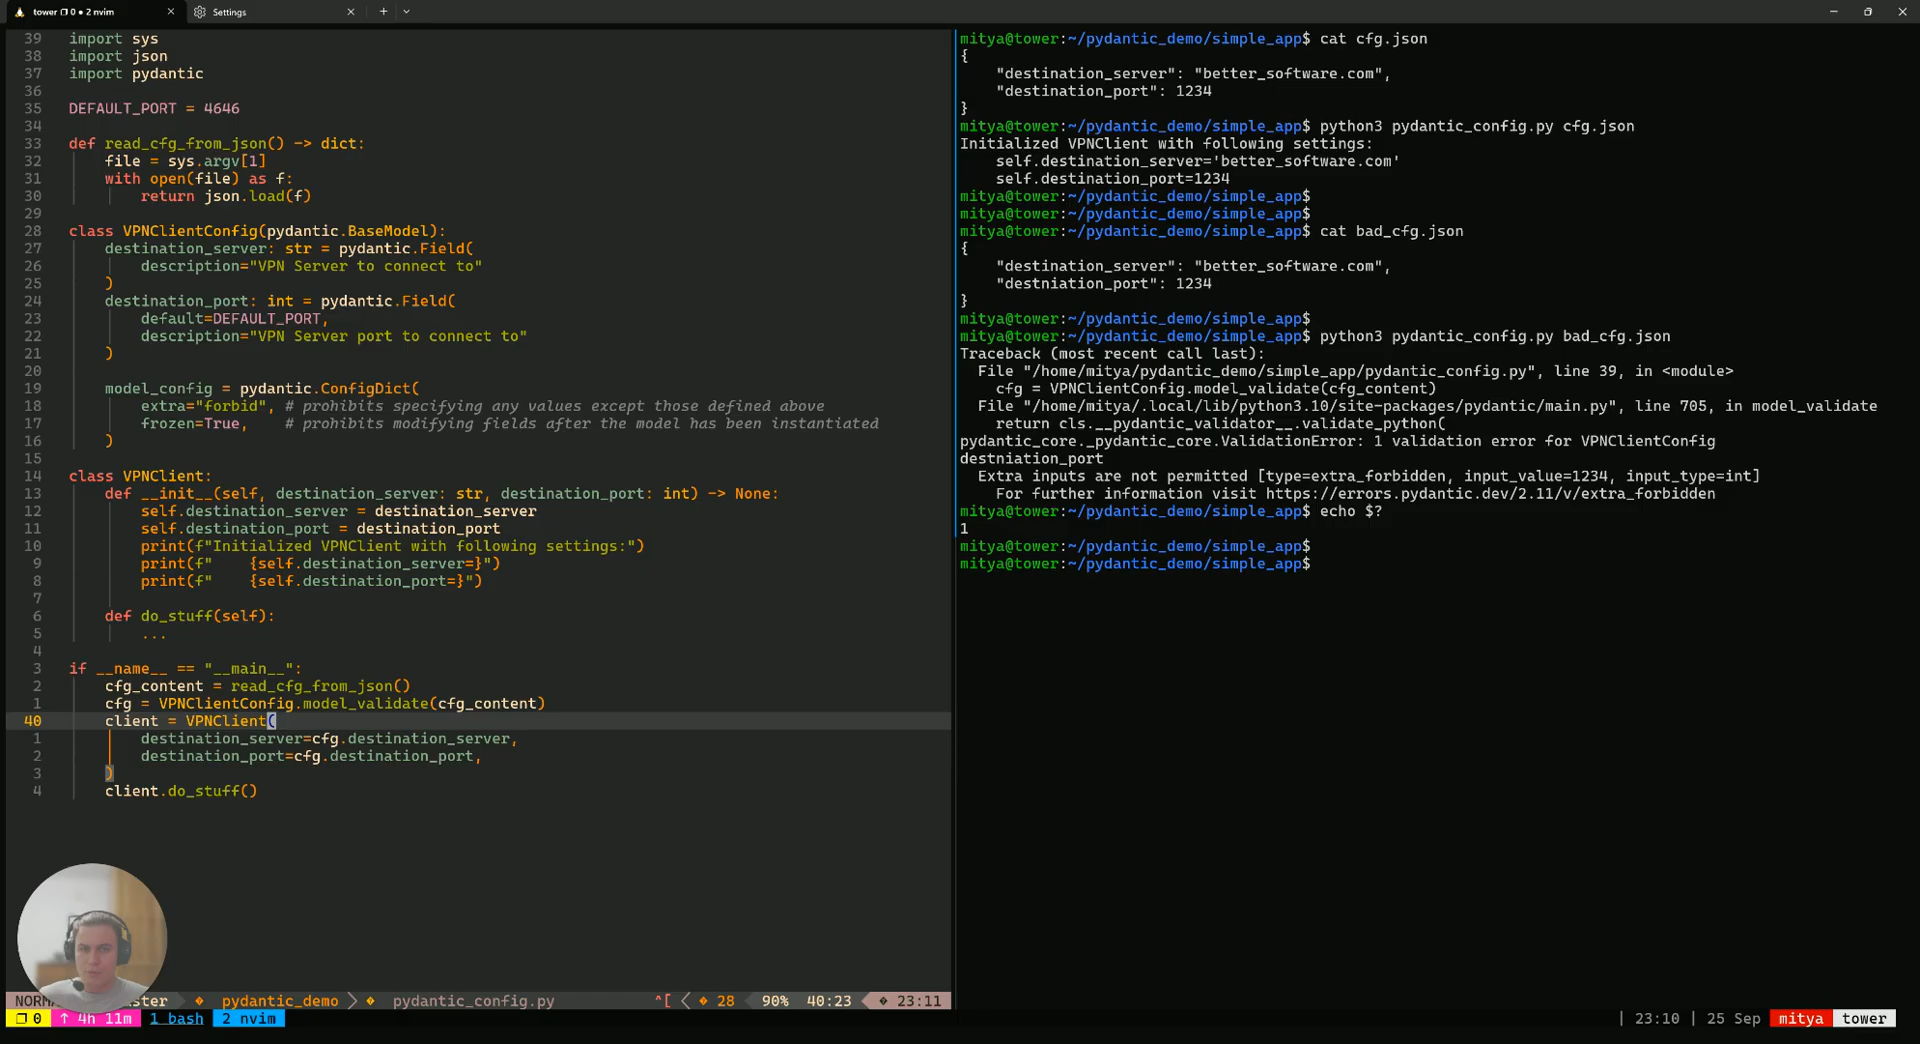 tower 0 • 2 nvim
Settings
39 import sys
38 import json
37 import pydantic
36
35 DEFAULT_PORT = 4646
34
33 def read_cfg_from_json() -> dict:
32     file = sys.argv[1]
31     with open(file) as f:
30         return json.load(f)
29
28 class VPNClientConfig(pydantic.BaseModel):
27     destination_server: str = pydantic.Field(
26         description="VPN Server to connect to"
25     )
24     destination_port: int = pydantic.Field(
23         default=DEFAULT_PORT,
22         description="VPN Server port to connect to"
21     )
20
19     model_config = pydantic.ConfigDict(
18         extra="forbid", # prohibits specifying any values except those defined above
17         frozen=True,    # prohibits modifying fields after the model has been instantiated
16     )
15
14 class VPNClient:
13     def __init__(self, destination_server: str, destination_port: int) -> None:
12         self.destination_server = destination_server
11         self.destination_port = destination_port
10         print(f"Initialized VPNClient with following settings:")
9         print(f"    {self.destination_server=}")
8         print(f"    {self.destination_port=}")
7
6     def do_stuff(self):
5         ...
4
3 if __name__ == "__main__":
2     cfg_content = read_cfg_from_json()
1     cfg = VPNClientConfig.model_validate(cfg_content)
40     client = VPNClient(
1         destination_server=cfg.destination_server,
2         destination_port=cfg.destination_port,
3     )
4     client.do_stuff()
mitya@tower:~/pydantic_demo/simple_app$ cat cfg.json
{
    "destination_server": "better_software.com",
    "destination_port": 1234
}
mitya@tower:~/pydantic_demo/simple_app$ python3 pydantic_config.py cfg.json
Initialized VPNClient with following settings:
    self.destination_server='better_software.com'
    self.destination_port=1234
mitya@tower:~/pydantic_demo/simple_app$
mitya@tower:~/pydantic_demo/simple_app$
mitya@tower:~/pydantic_demo/simple_app$ cat bad_cfg.json
{
    "destination_server": "better_software.com",
    "destniation_port": 1234
}
mitya@tower:~/pydantic_demo/simple_app$
mitya@tower:~/pydantic_demo/simple_app$ python3 pydantic_config.py bad_cfg.json
Traceback (most recent call last):
  File "/home/mitya/pydantic_demo/simple_app/pydantic_config.py", line 39, in <module>
    cfg = VPNClientConfig.model_validate(cfg_content)
  File "/home/mitya/.local/lib/python3.10/site-packages/pydantic/main.py", line 705, in model_validate
    return cls.__pydantic_validator__.validate_python(
pydantic_core._pydantic_core.ValidationError: 1 validation error for VPNClientConfig
destniation_port
  Extra inputs are not permitted [type=extra_forbidden, input_value=1234, input_type=int]
    For further information visit https://errors.pydantic.dev/2.11/v/extra_forbidden
mitya@tower:~/pydantic_demo/simple_app$ echo $?
1
mitya@tower:~/pydantic_demo/simple_app$
mitya@tower:~/pydantic_demo/simple_app$
NORM ster pydantic_demo pydantic_config.py ^[ 28 90% 40:23 23:11
0 ↑ 4h 11m 1 bash 2 nvim | 23:10 | 25 Sep mitya tower